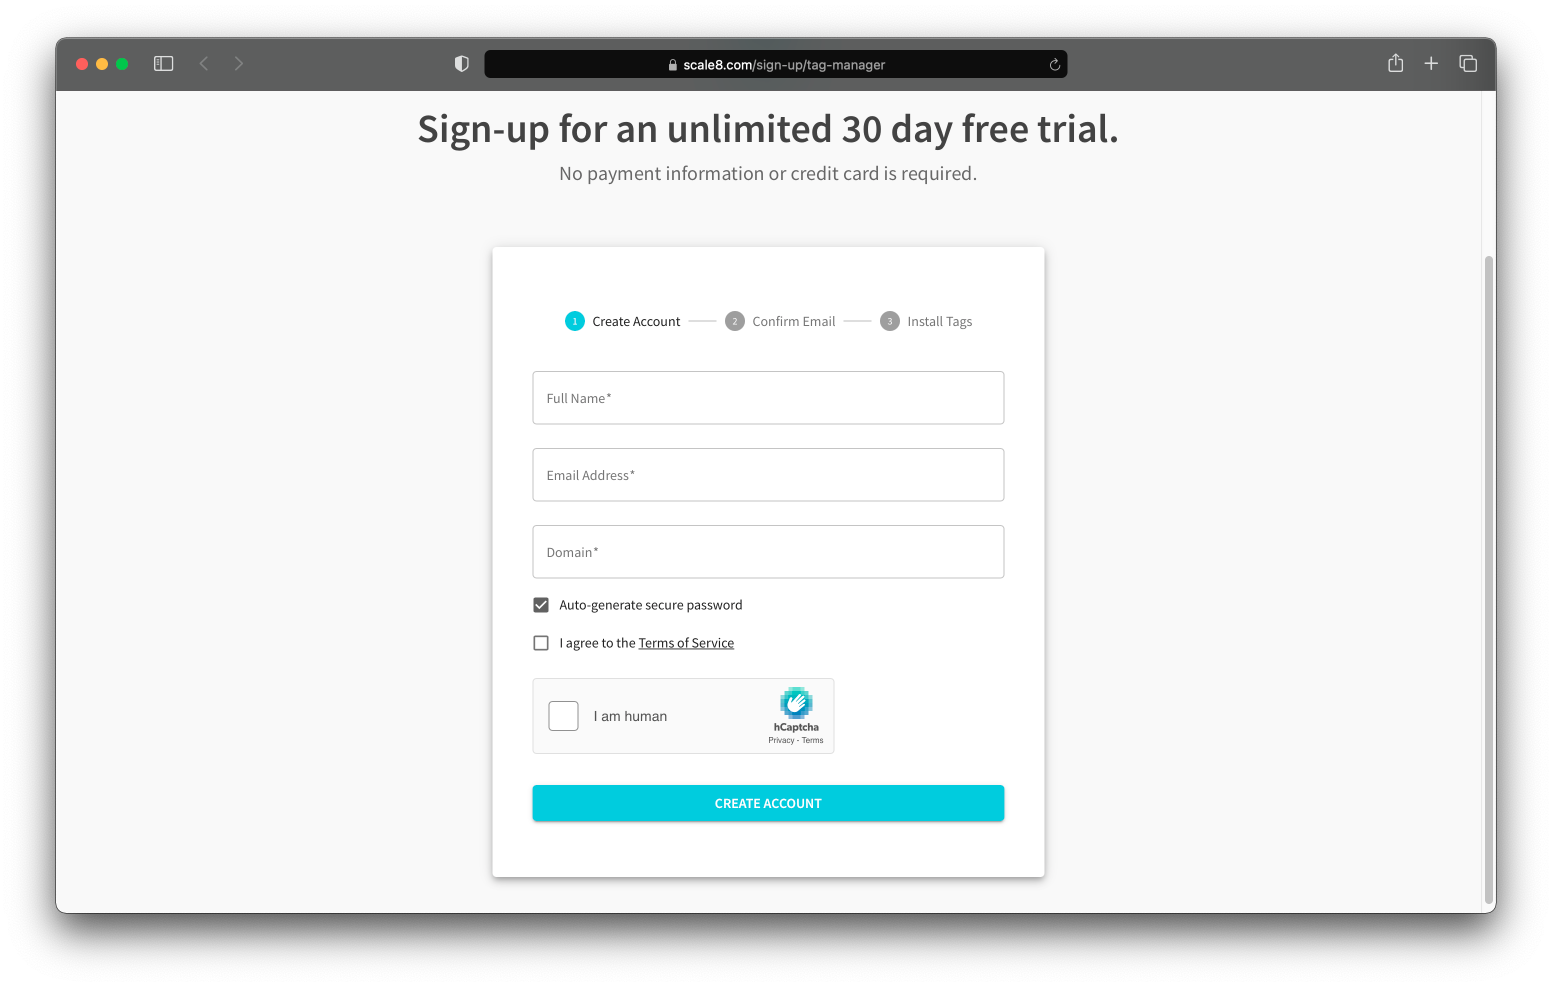 scale8.com/sign-up/tag-manager
Sign-up for an unlimited 30 day free trial.
No payment information or credit card is required.
1 Create Account 2 Confirm Email 3 Install Tags
Full Name*
Email Address*
Domain*
Auto-generate secure password
I agree to the Terms of Service
I am human
hCaptcha
Privacy - Terms
CREATE ACCOUNT